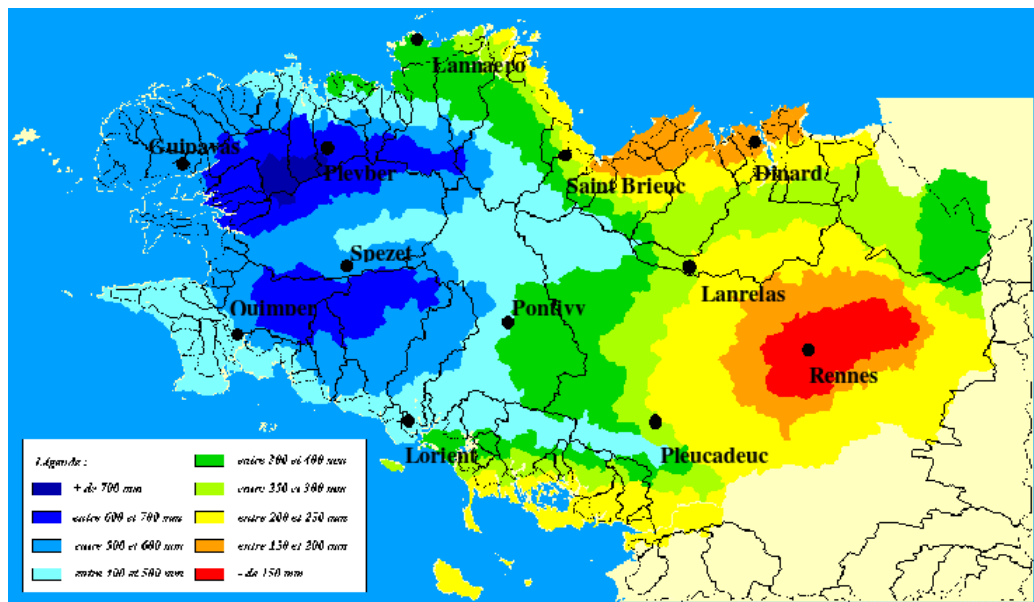 Lannaero
Guipavas
Pleyber
Saint Brieuc
Dinard
Spezet
Lanrelas
Quimper
Pontivy
Rennes
Lorient
Pleucadeuc
Légende :
+ de 700 mm
entre 600 et 700 mm
entre 500 et 600 mm
entre 400 et 500 mm
entre 300 et 400 mm
entre 250 et 300 mm
entre 200 et 250 mm
entre 150 et 200 mm
- de 150 mm